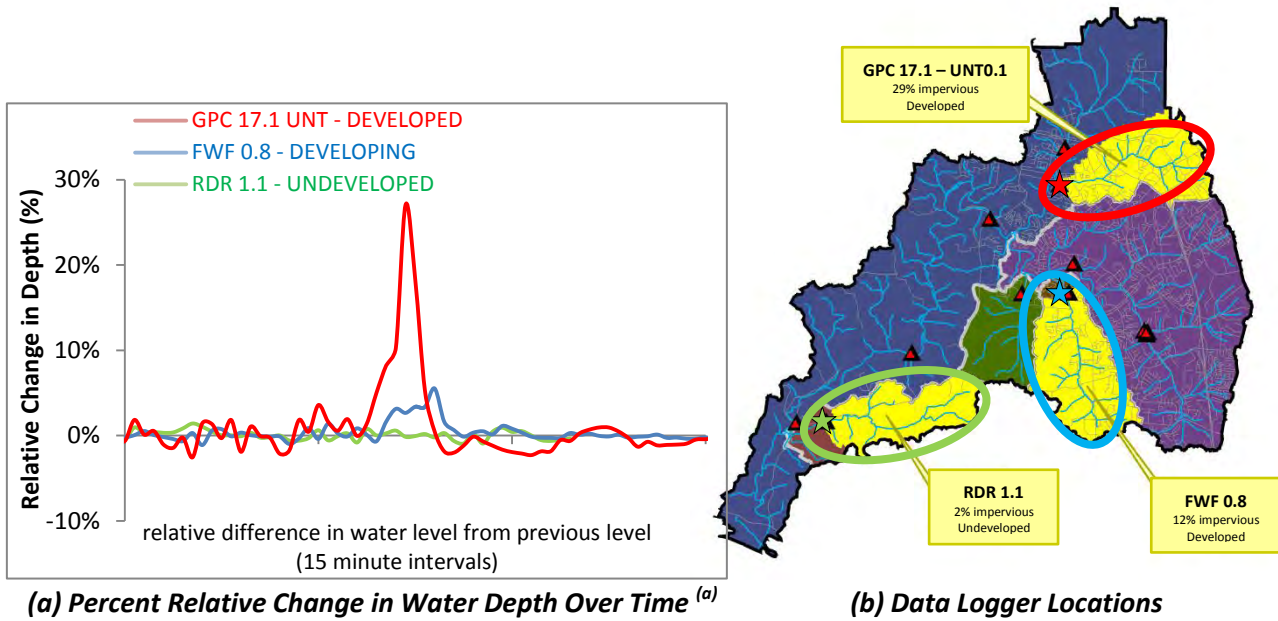 GPC 17.1 UNT - DEVELOPED
FWF 0.8 - DEVELOPING
RDR 1.1 - UNDEVELOPED
30%
20%
10%
0%
-10%
Relative Change in Depth (%)
relative difference in water level from previous level
(15 minute intervals)
(a) Percent Relative Change in Water Depth Over Time (a)
GPC 17.1 – UNT0.1
29% impervious
Developed
RDR 1.1
2% impervious
Undeveloped
FWF 0.8
12% impervious
Developed
(b) Data Logger Locations